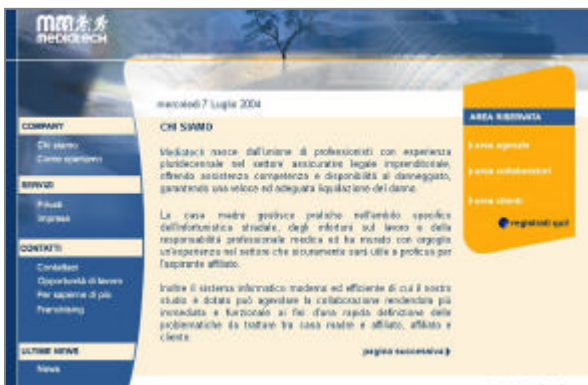 mm
mediatech
mercoledì 7 Luglio 2004
COMPANY
Chi siamo
Come operiamo
SERVIZI
Privati
Imprese
CONTATTI
Contattaci
Opportunità di lavoro
Per saperne di più
Franchising
ULTIME NEWS
News
CHI SIAMO
Mediatech nasce dall'unione di professionisti con esperienza
pluridecennale nel settore assicurativo legale imprenditoriale,
offrendo assistenza competenza e disponibilità al danneggiato,
garantendo una veloce ed adeguata liquidazione del danno.
La casa madre gestisce pratiche nell'ambito specifico
dell'infortunistica stradale, degli infortuni sul lavoro e della
responsabilità professionale medica ed ha maturato con orgoglio
un'esperienza nel settore che sicuramente sarà utile e proficua per
l'aspirante affiliato.
Inoltre il sistema informatico moderno ed efficiente di cui il nostro
studio è dotato può agevolare la collaborazione rendendola più
immediata e funzionale ai fini d'una rapida definizione delle
problematiche da trattare tra casa madre e affiliato, affiliato e
cliente.
pagina successiva
AREA RISERVATA
area agenzie
area collaboratori
area clienti
registrati qui!